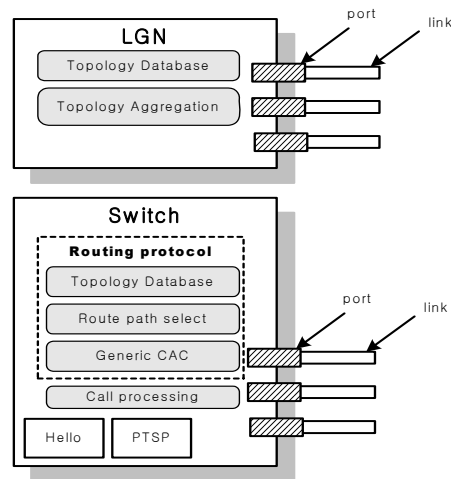 port
link
LGN
Topology Database
Topology Aggregation
Switch
Routing protocol
Topology Database
Route path select
port
link
Generic CAC
Call processing
Hello
PTSP